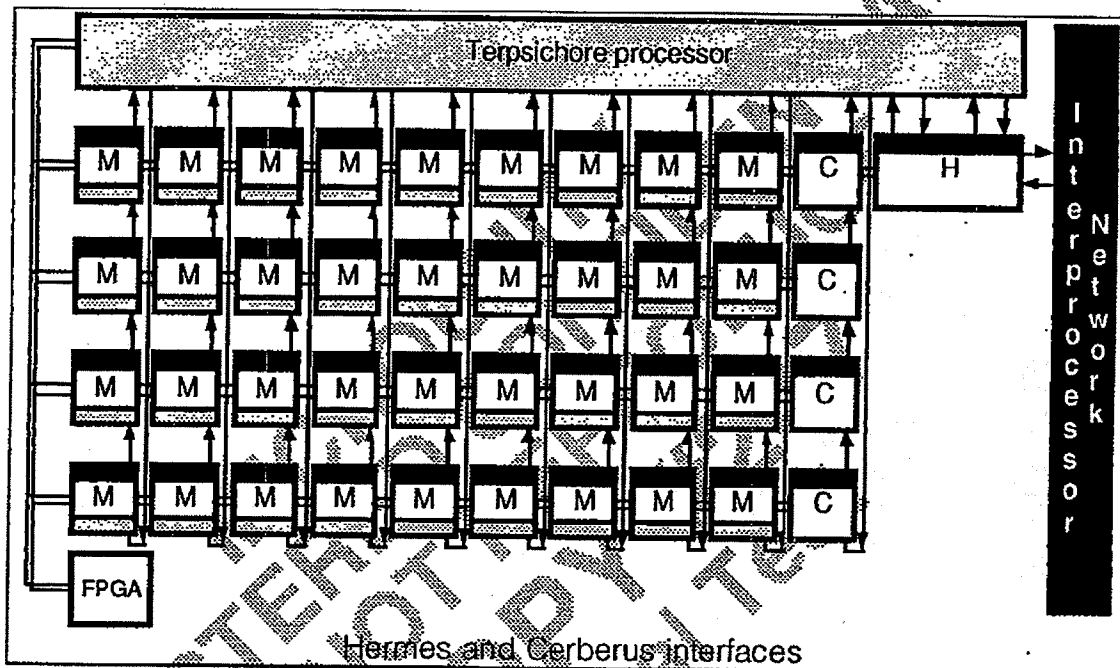 Terpsichore processor
M M M M M M M M M C H
M M M M M M M M M C
M M M M M M M M M C
M M M M M M M M M C
FPGA
Interprocessor
Network
Hermes and Cerberus interfaces